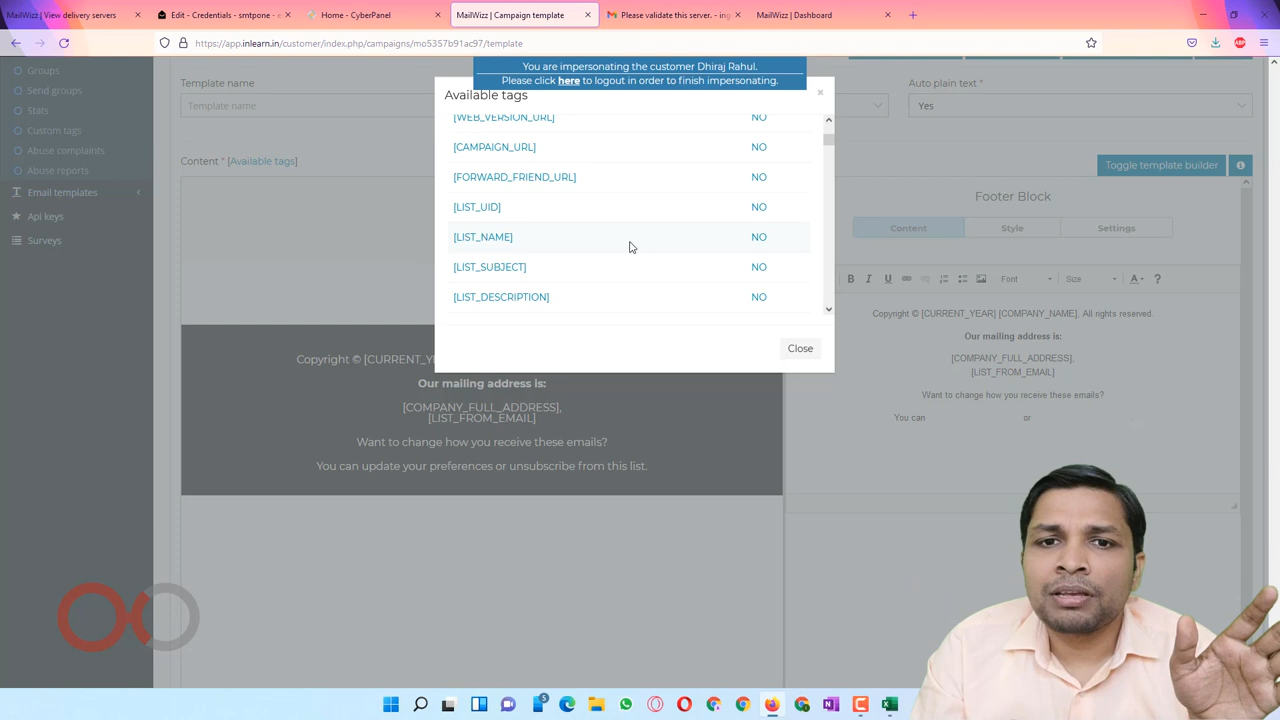 MailWizz | View delivery servers
Edit - Credentials - smtpone - e
Home - CyberPanel
MailWizz | Campaign template
Please validate this server. - ing
MailWizz | Dashboard
https://app.inlearn.in/customer/index.php/campaigns/mo5357b91ac97/template
ABP
You are impersonating the customer Dhiraj Rahul.
Please click here to logout in order to finish impersonating.
Groups
Send groups
Stats
Custom tags
Abuse complaints
Abuse reports
Email templates
Api keys
Surveys
Template name
Template name
Auto plain text *
Yes
Content * [Available tags]
Toggle template builder
Available tags
[WEB_VERSION_URL] NO
[CAMPAIGN_URL] NO
[FORWARD_FRIEND_URL] NO
[LIST_UID] NO
[LIST_NAME] NO
[LIST_SUBJECT] NO
[LIST_DESCRIPTION] NO
Close
Copyright © [CURRENT_YE
Our mailing address is:
[COMPANY_FULL_ADDRESS],
[LIST_FROM_EMAIL]
Want to change how you receive these emails?
You can update your preferences or unsubscribe from this list.
Footer Block
Content Style Settings
B I U Font Size A ?
Copyright © [CURRENT_YEAR] [COMPANY_NAME], All rights reserved.
Our mailing address is:
[COMPANY_FULL_ADDRESS],
[LIST_FROM_EMAIL]
Want to change how you receive these emails?
You can or
5